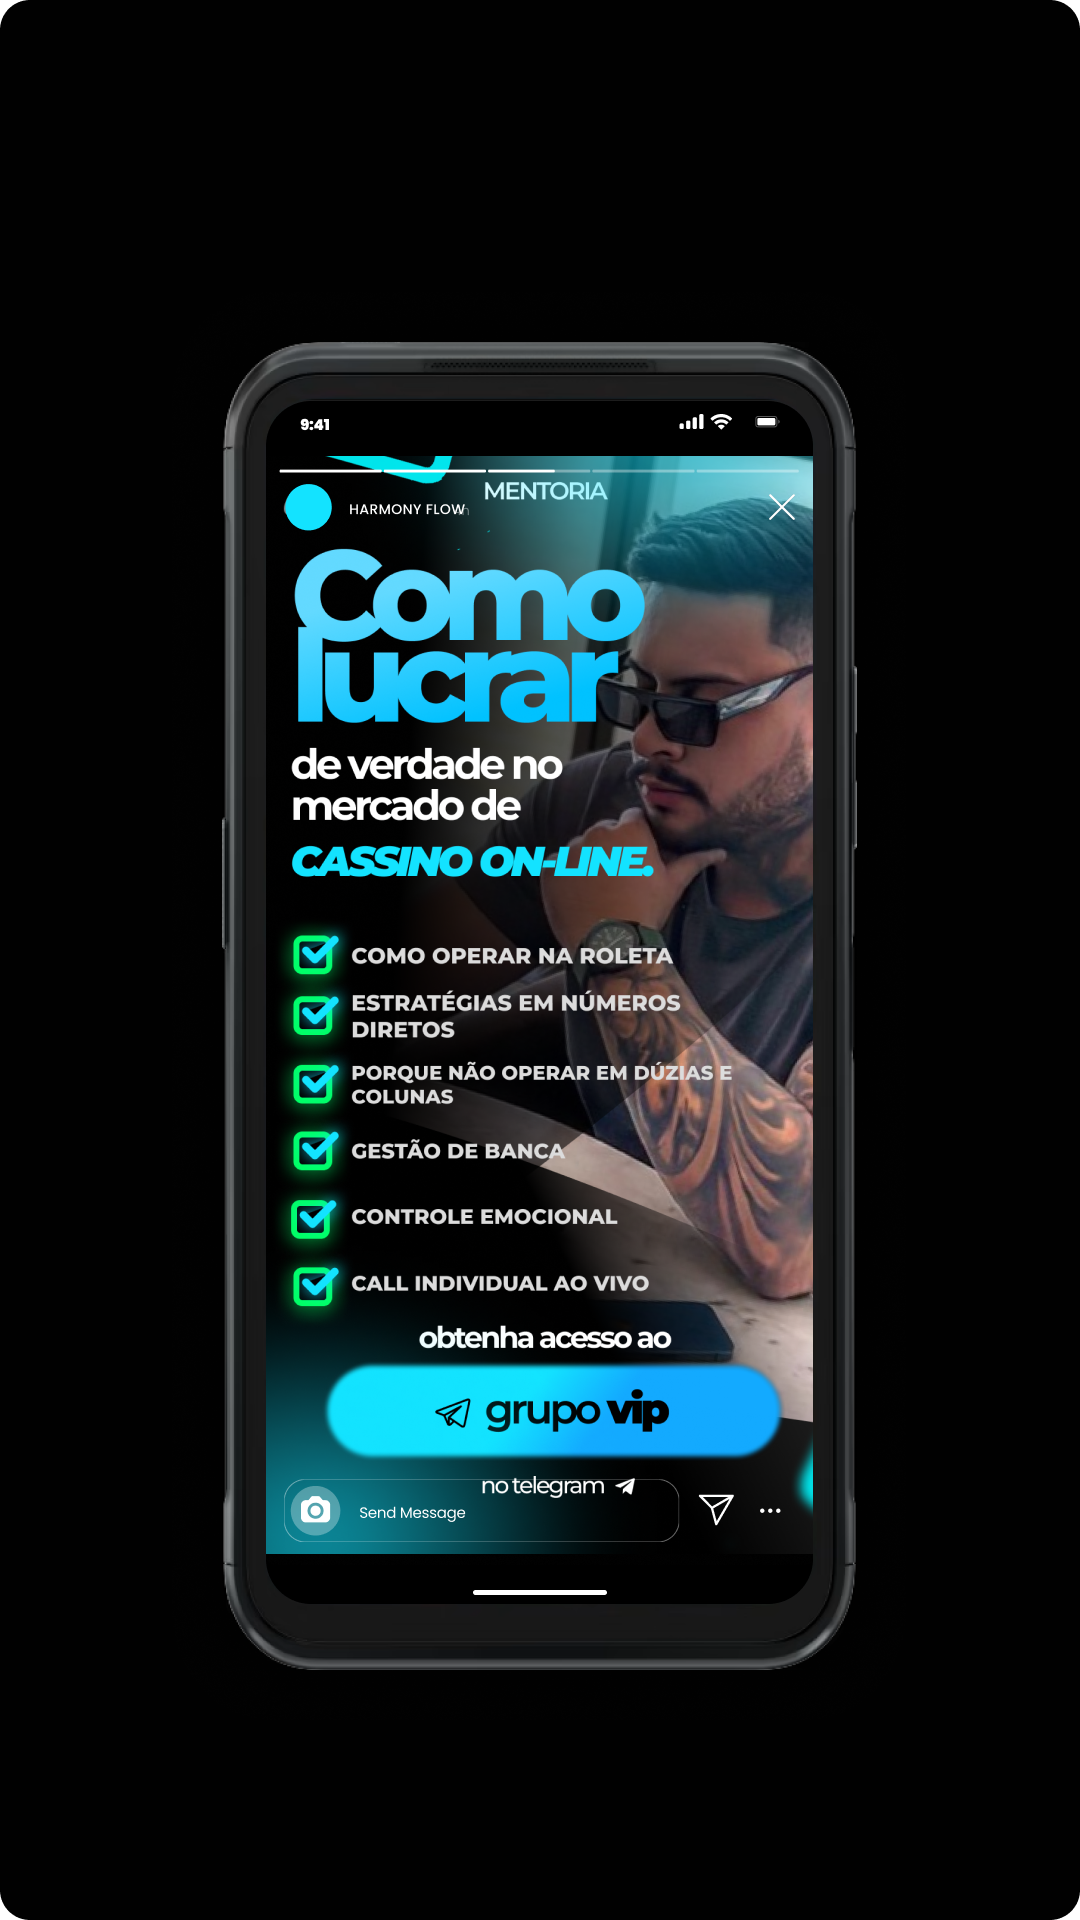 9:41
MENTORIA
HARMONY FLOW
Como
lucrar
de verdade no
mercado de
CASSINO ON-LINE.
COMO OPERAR NA ROLETA
ESTRATÉGIAS EM NÚMEROS
DIRETOS
PORQUE NÃO OPERAR EM DÚZIAS E
COLUNAS
GESTÃO DE BANCA
CONTROLE EMOCIONAL
CALL INDIVIDUAL AO VIVO
obtenha acesso ao
grupo vip
no telegram
Send Message